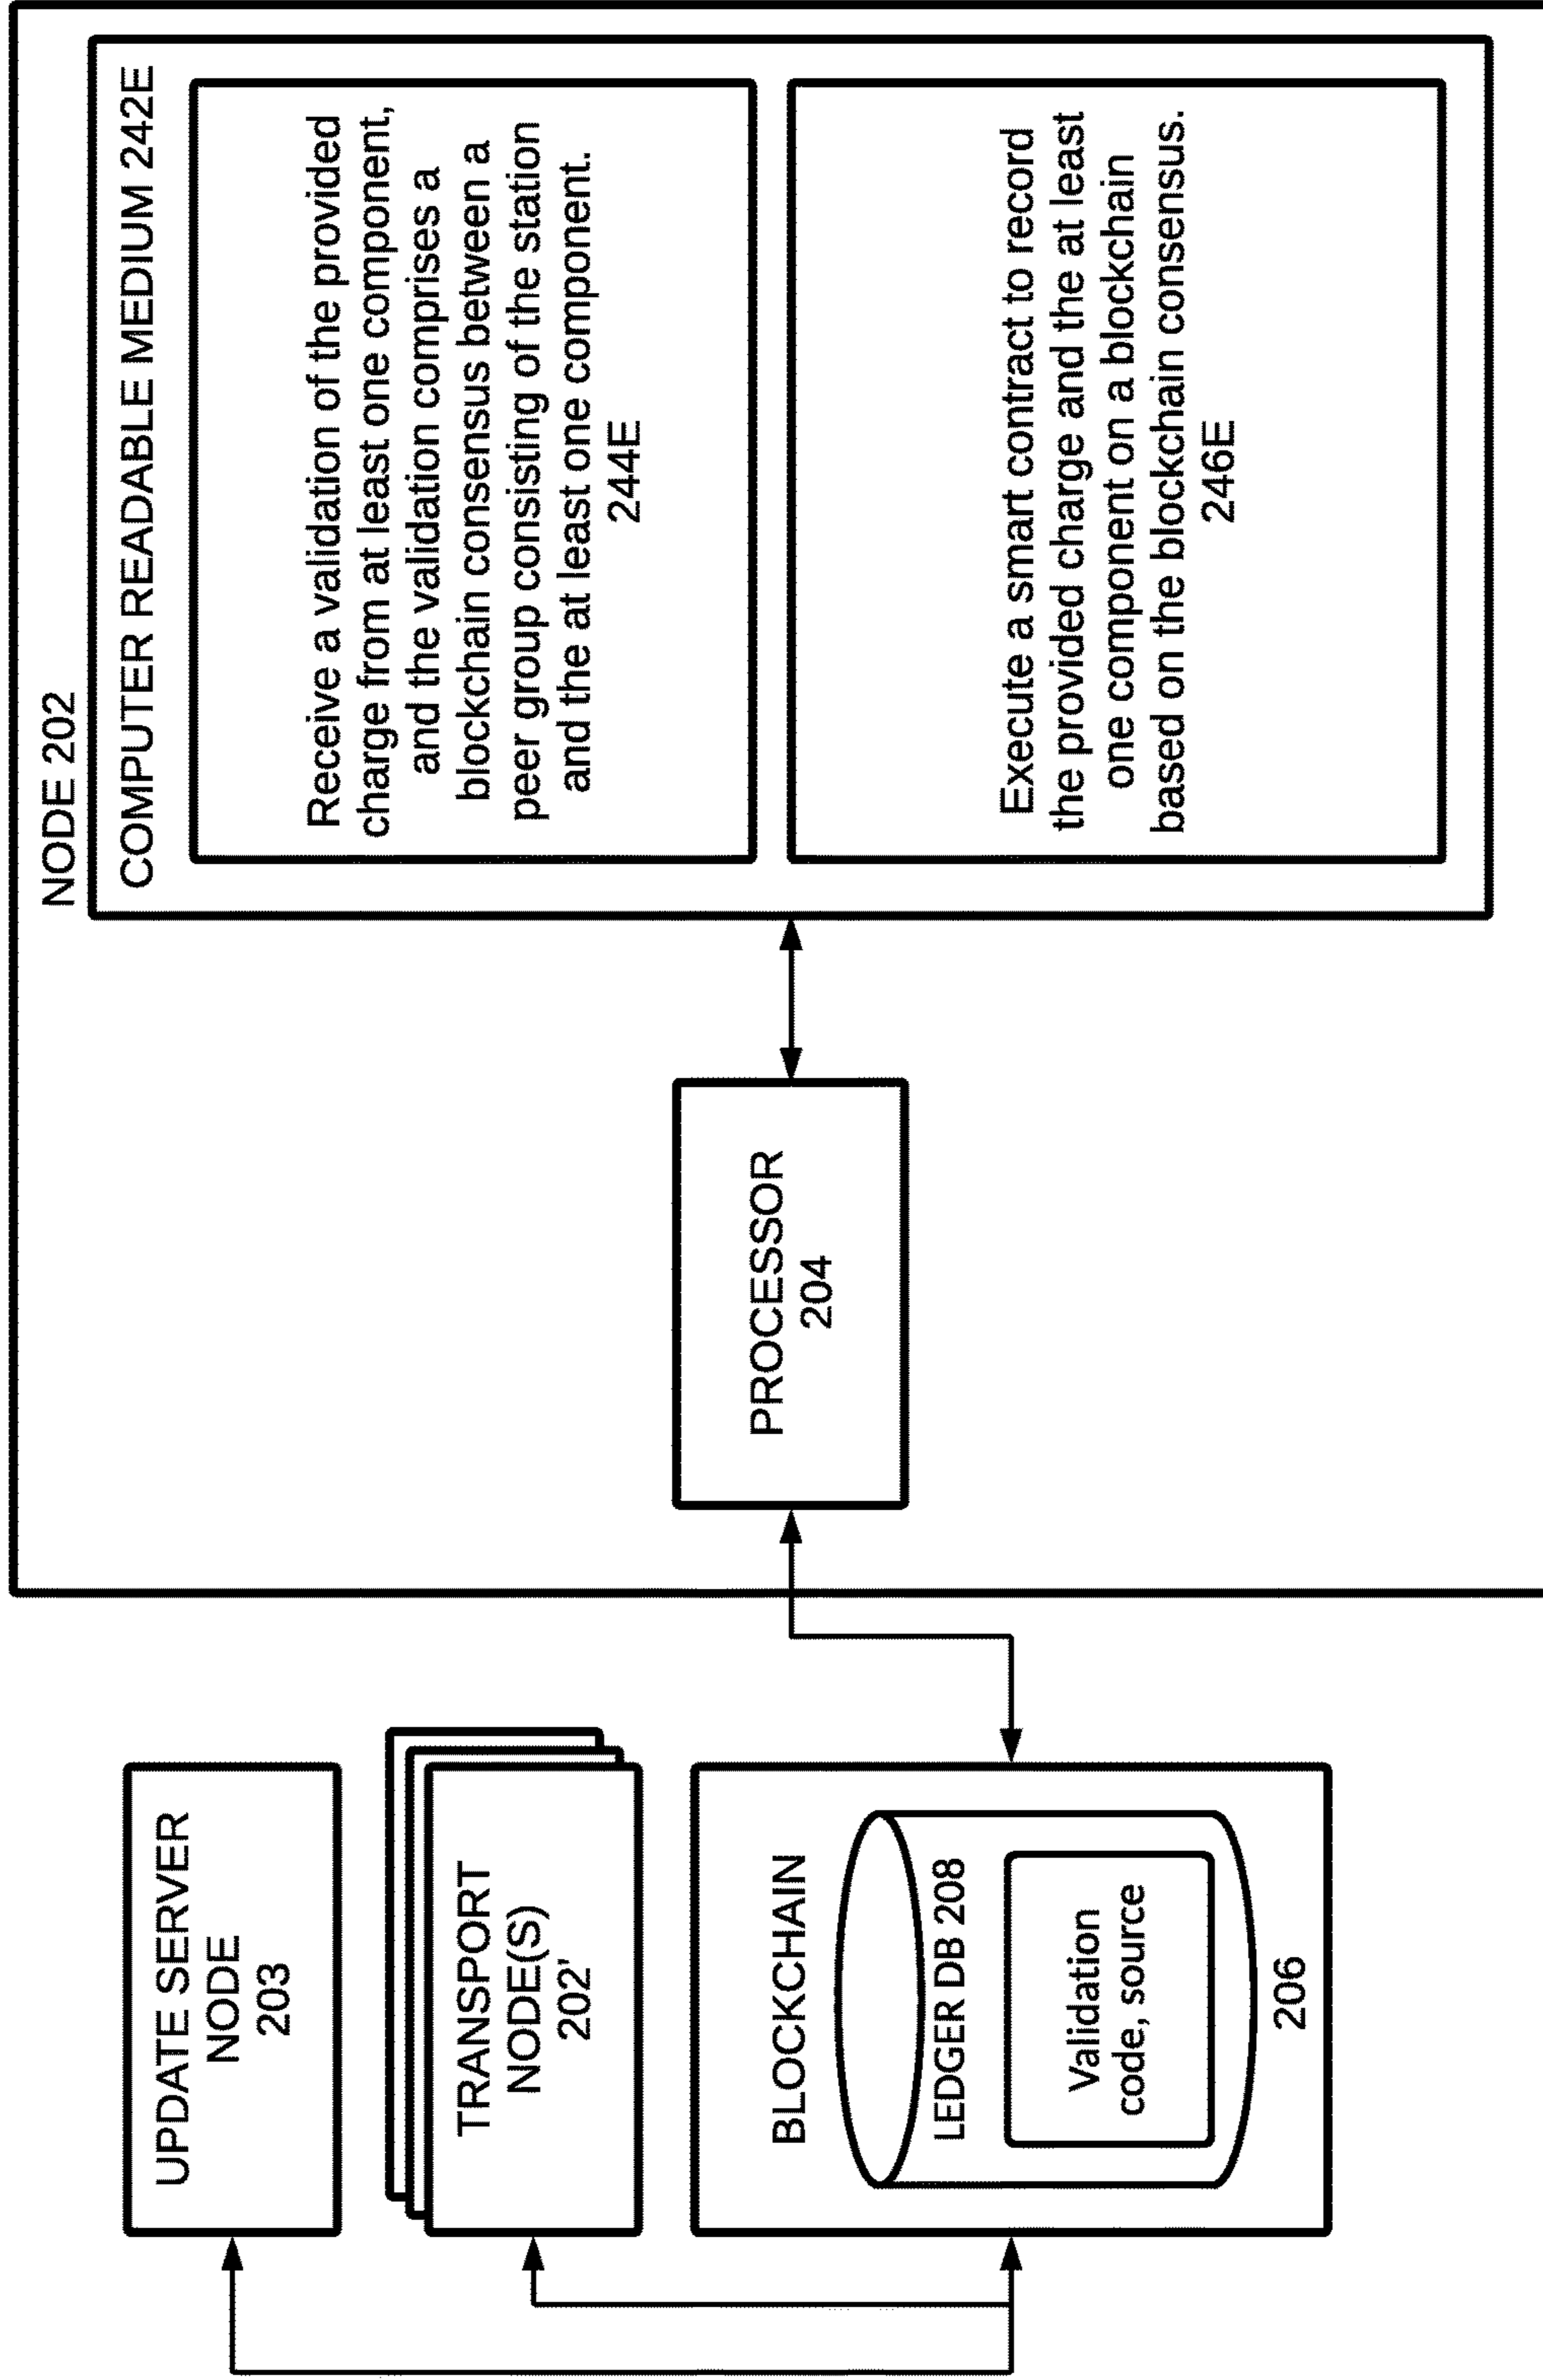 UPDATE SERVER
NODE
203
TRANSPORT
NODE(S)
202'
BLOCKCHAIN
LEDGER DB 208
Validation
code, source
206
PROCESSOR
204
NODE 202
COMPUTER READABLE MEDIUM 242E
Receive a validation of the provided
charge from at least one component,
and the validation comprises a
blockchain consensus between a
peer group consisting of the station
and the at least one component.
244E
Execute a smart contract to record
the provided charge and the at least
one component on a blockchain
based on the blockchain consensus.
246E